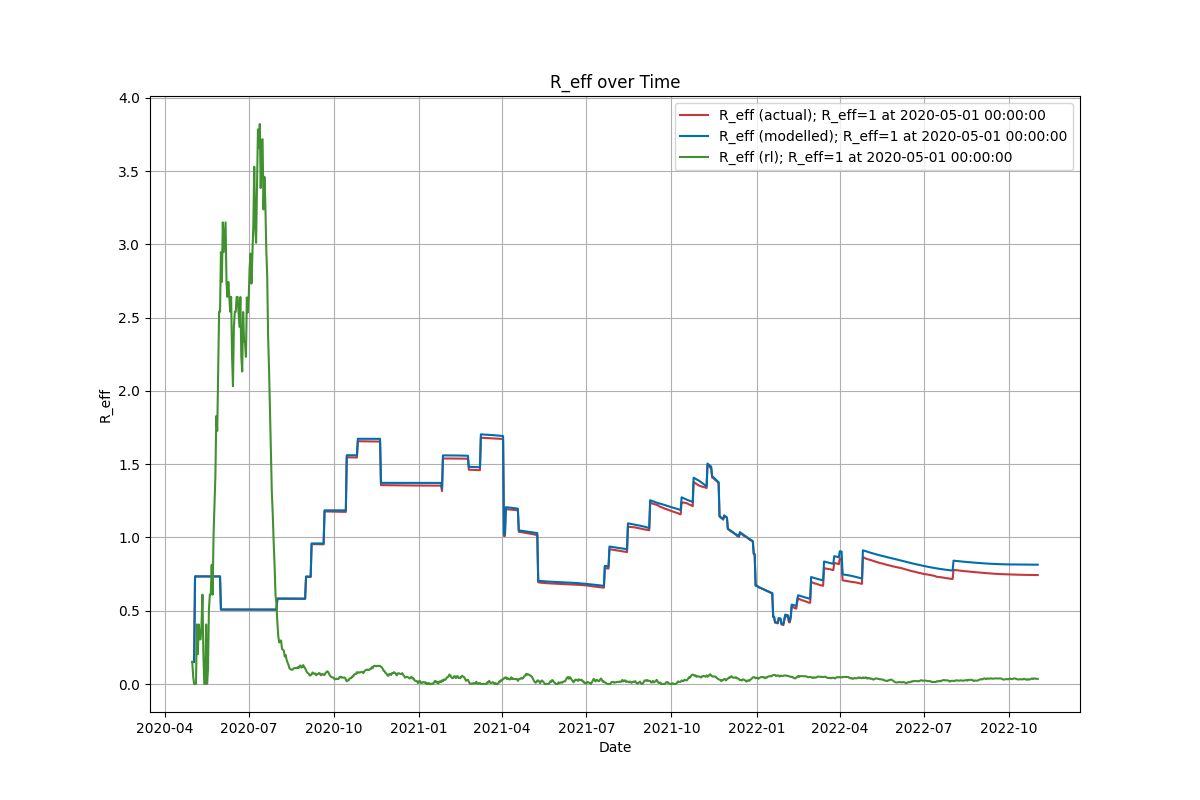 R_eff over Time
R_eff (actual); R_eff=1 at 2020-05-01 00:00:00
R_eff (modelled); R_eff=1 at 2020-05-01 00:00:00
R_eff (rl); R_eff=1 at 2020-05-01 00:00:00
R_eff
4.0
3.5
3.0
2.5
2.0
1.5
1.0
0.5
0.0
2020-04 2020-07 2020-10 2021-01 2021-04 2021-07 2021-10 2022-01 2022-04 2022-07 2022-10
Date